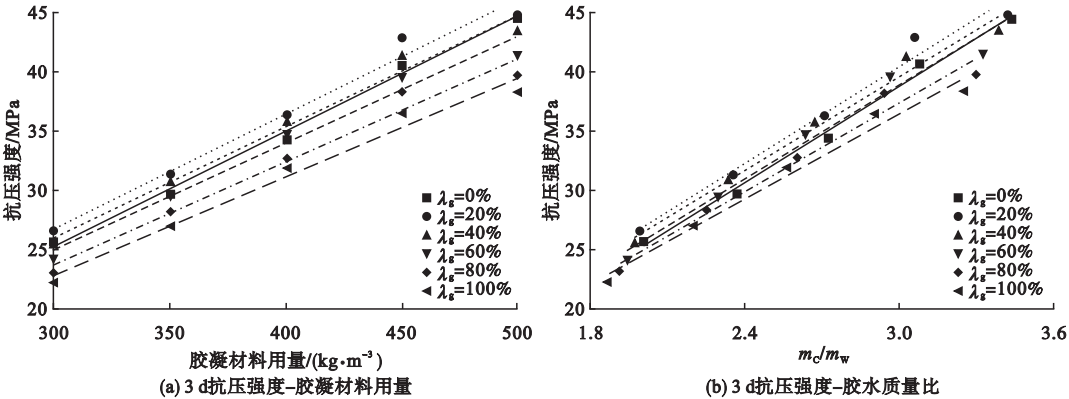 抗压强度/MPa
45
40
35
30
25
20
300
350
400
450
500
λg=0%
λg=20%
λg=40%
λg=60%
λg=80%
λg=100%
胶凝材料用量/(kg·m⁻³)
(a) 3 d抗压强度–胶凝材料用量
抗压强度/MPa
45
40
35
30
25
20
1.8
2.4
3.0
3.6
λg=0%
λg=20%
λg=40%
λg=60%
λg=80%
λg=100%
mC/mW
(b) 3 d抗压强度–胶水质量比